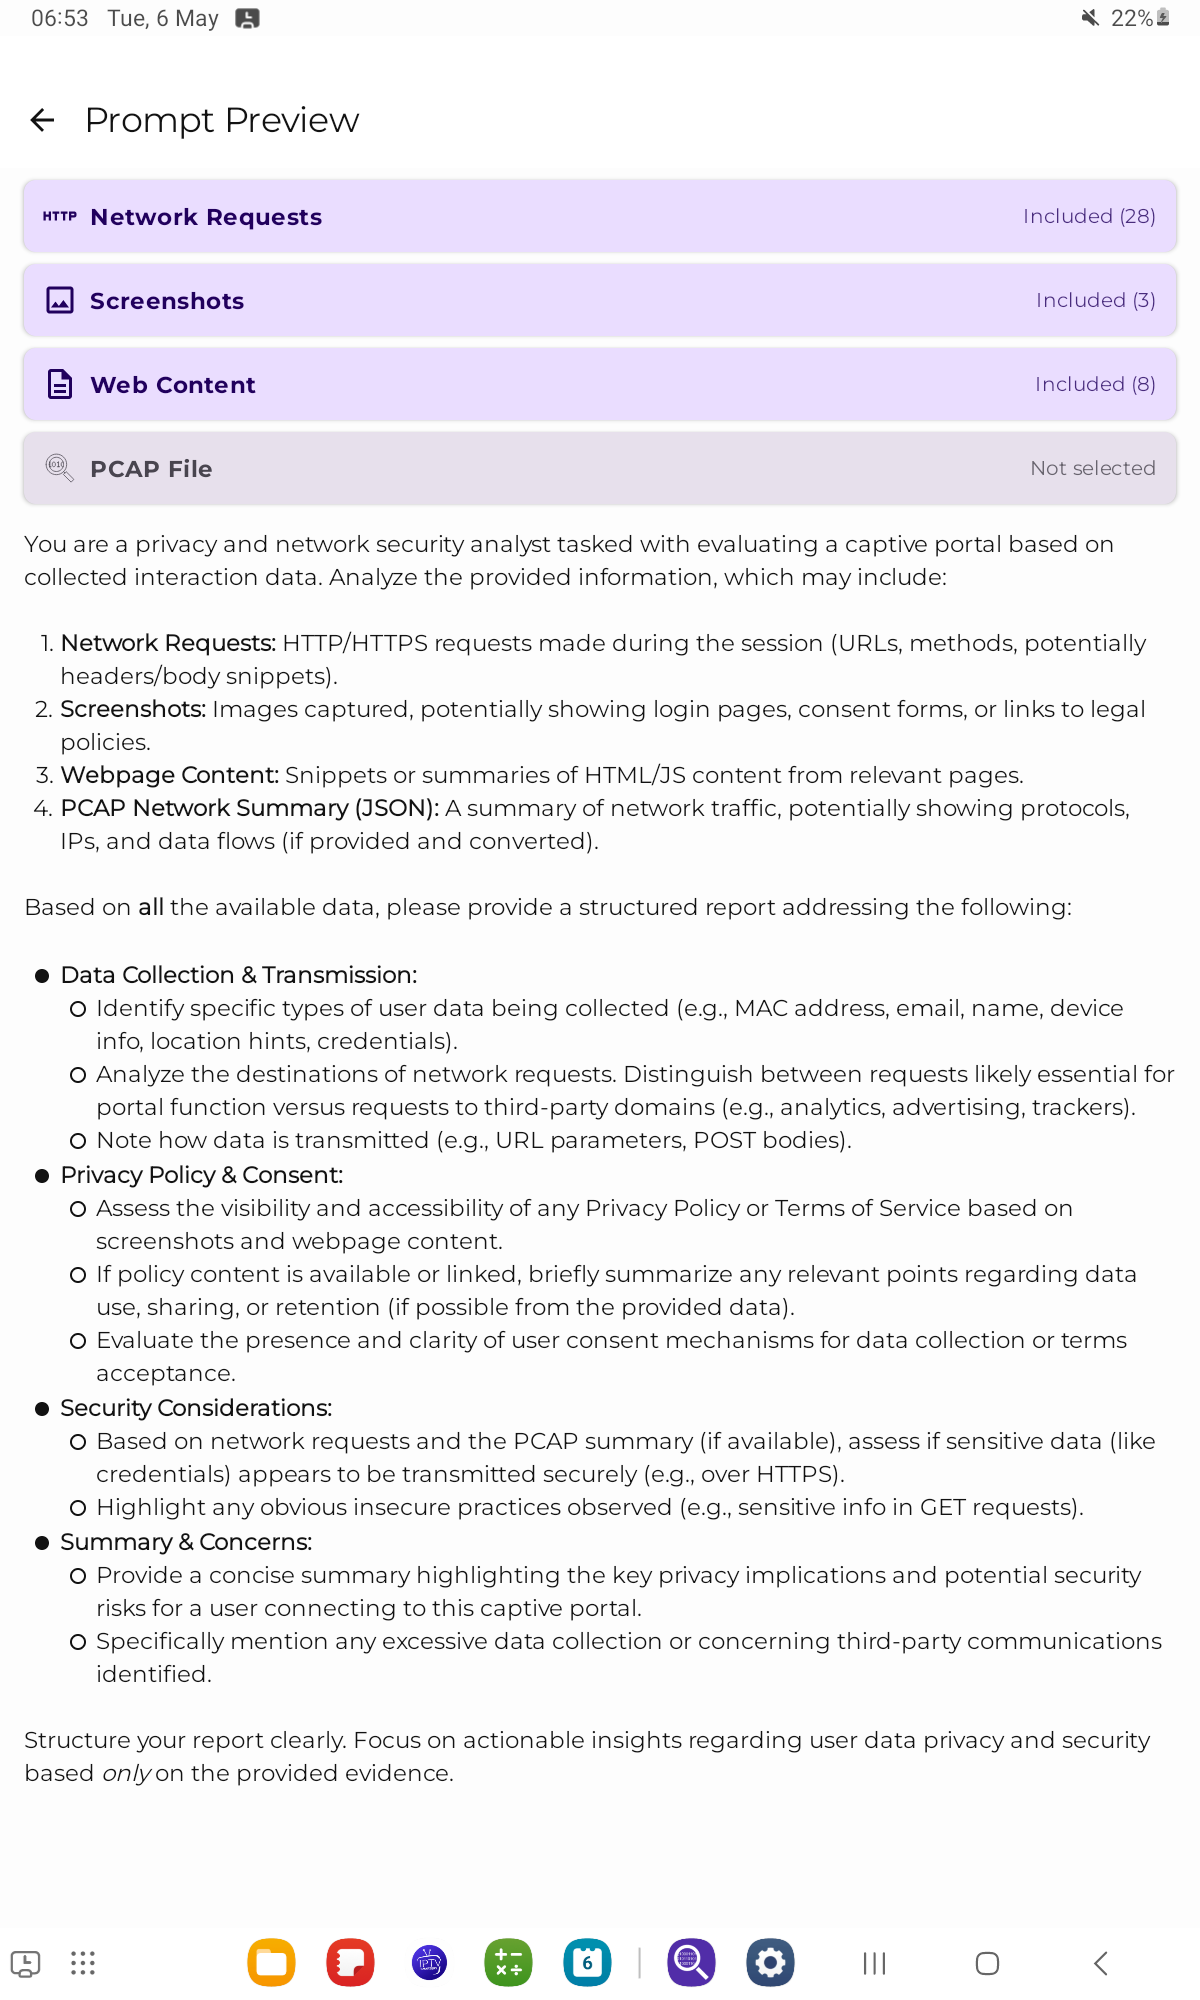 06:53 Tue, 6 May
22%
Prompt Preview
HTTP Network Requests Included (28)
Screenshots Included (3)
Web Content Included (8)
PCAP File Not selected
You are a privacy and network security analyst tasked with evaluating a captive portal based on
collected interaction data. Analyze the provided information, which may include:
1. Network Requests: HTTP/HTTPS requests made during the session (URLs, methods, potentially
headers/body snippets).
2. Screenshots: Images captured, potentially showing login pages, consent forms, or links to legal
policies.
3. Webpage Content: Snippets or summaries of HTML/JS content from relevant pages.
4. PCAP Network Summary (JSON): A summary of network traffic, potentially showing protocols,
IPs, and data flows (if provided and converted).
Based on all the available data, please provide a structured report addressing the following:
Data Collection & Transmission:
Identify specific types of user data being collected (e.g., MAC address, email, name, device
info, location hints, credentials).
Analyze the destinations of network requests. Distinguish between requests likely essential for
portal function versus requests to third-party domains (e.g., analytics, advertising, trackers).
Note how data is transmitted (e.g., URL parameters, POST bodies).
Privacy Policy & Consent:
Assess the visibility and accessibility of any Privacy Policy or Terms of Service based on
screenshots and webpage content.
If policy content is available or linked, briefly summarize any relevant points regarding data
use, sharing, or retention (if possible from the provided data).
Evaluate the presence and clarity of user consent mechanisms for data collection or terms
acceptance.
Security Considerations:
Based on network requests and the PCAP summary (if available), assess if sensitive data (like
credentials) appears to be transmitted securely (e.g., over HTTPS).
Highlight any obvious insecure practices observed (e.g., sensitive info in GET requests).
Summary & Concerns:
Provide a concise summary highlighting the key privacy implications and potential security
risks for a user connecting to this captive portal.
Specifically mention any excessive data collection or concerning third-party communications
identified.
Structure your report clearly. Focus on actionable insights regarding user data privacy and security
based only on the provided evidence.
IPTV
6